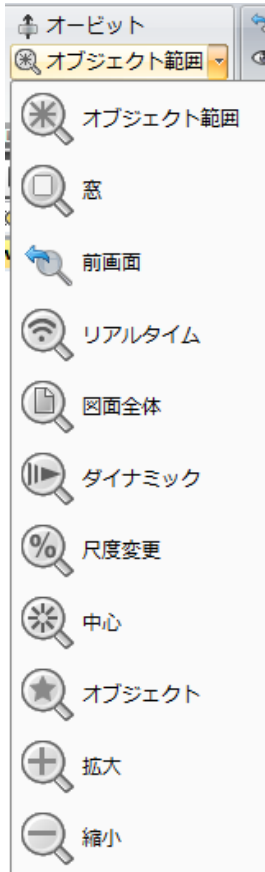 オービット
オブジェクト範囲
オブジェクト範囲
窓
前画面
リアルタイム
図面全体
ダイナミック
尺度変更
中心
オブジェクト
拡大
縮小